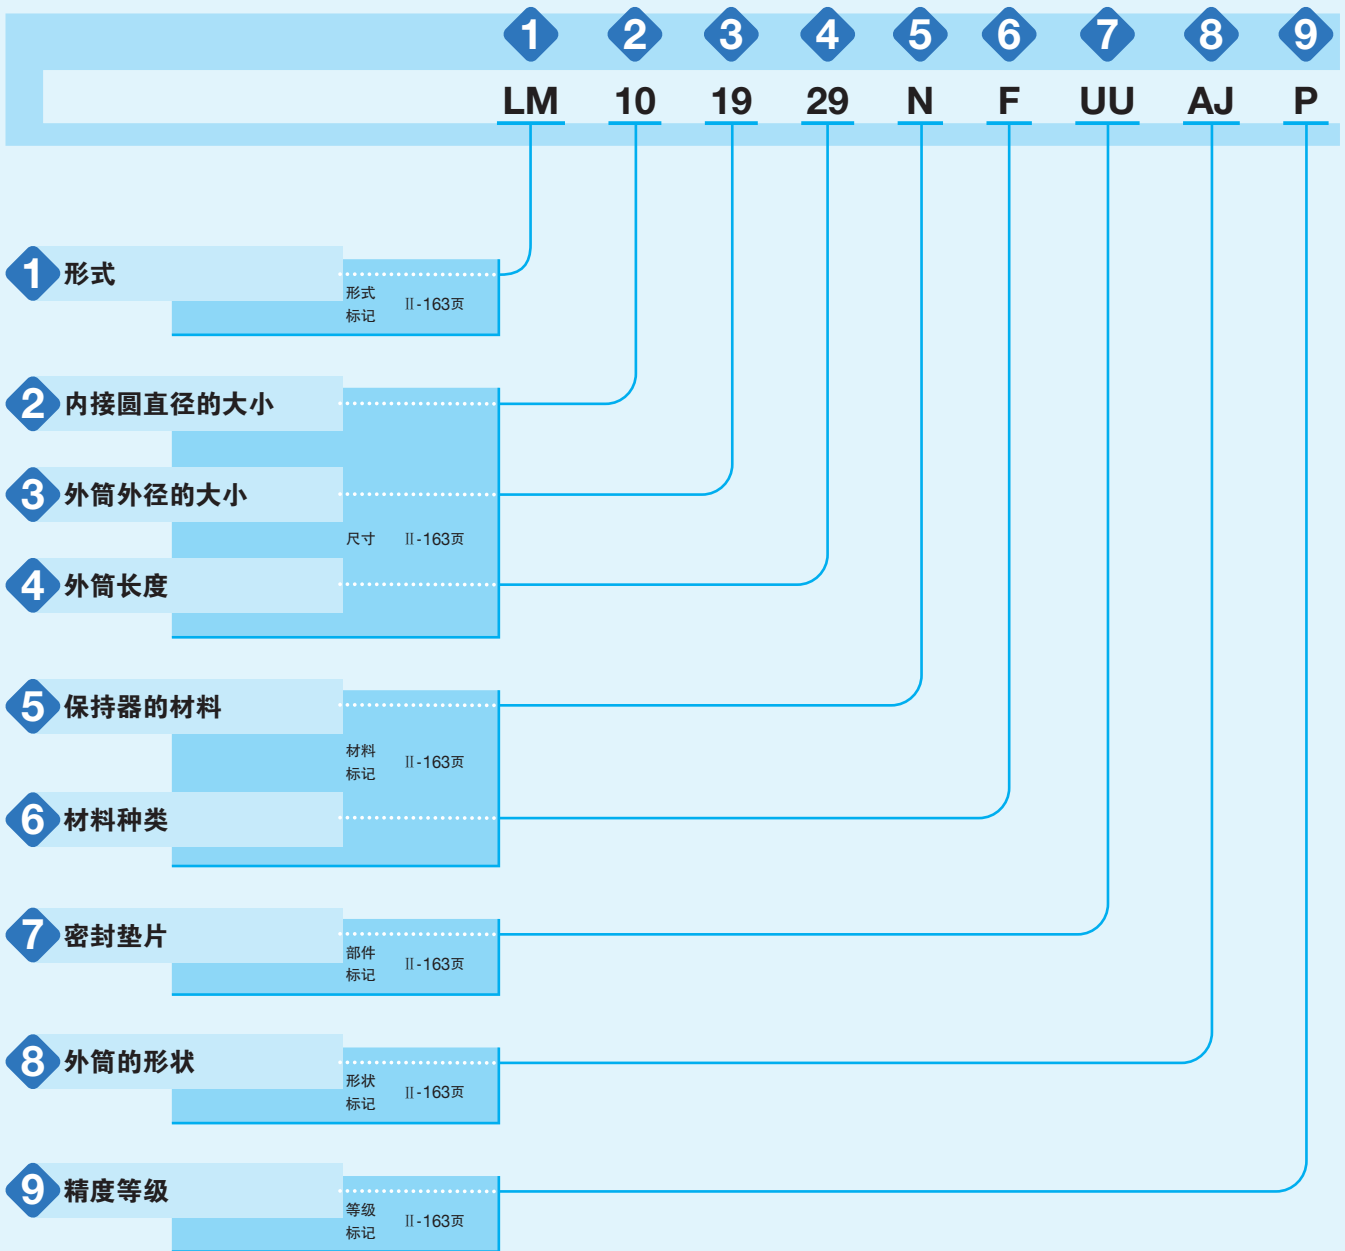 1 2 3 4 5 6 7 8 9
LM 10 19 29 N F UU AJ P
1 形式
形式
标记 Ⅱ-163页
2 内接圆直径的大小
3 外筒外径的大小
尺寸 Ⅱ-163页
4 外筒长度
5 保持器的材料
材料
标记 Ⅱ-163页
6 材料种类
7 密封垫片
部件
标记 Ⅱ-163页
8 外筒的形状
形状
标记 Ⅱ-163页
9 精度等级
等级
标记 Ⅱ-163页